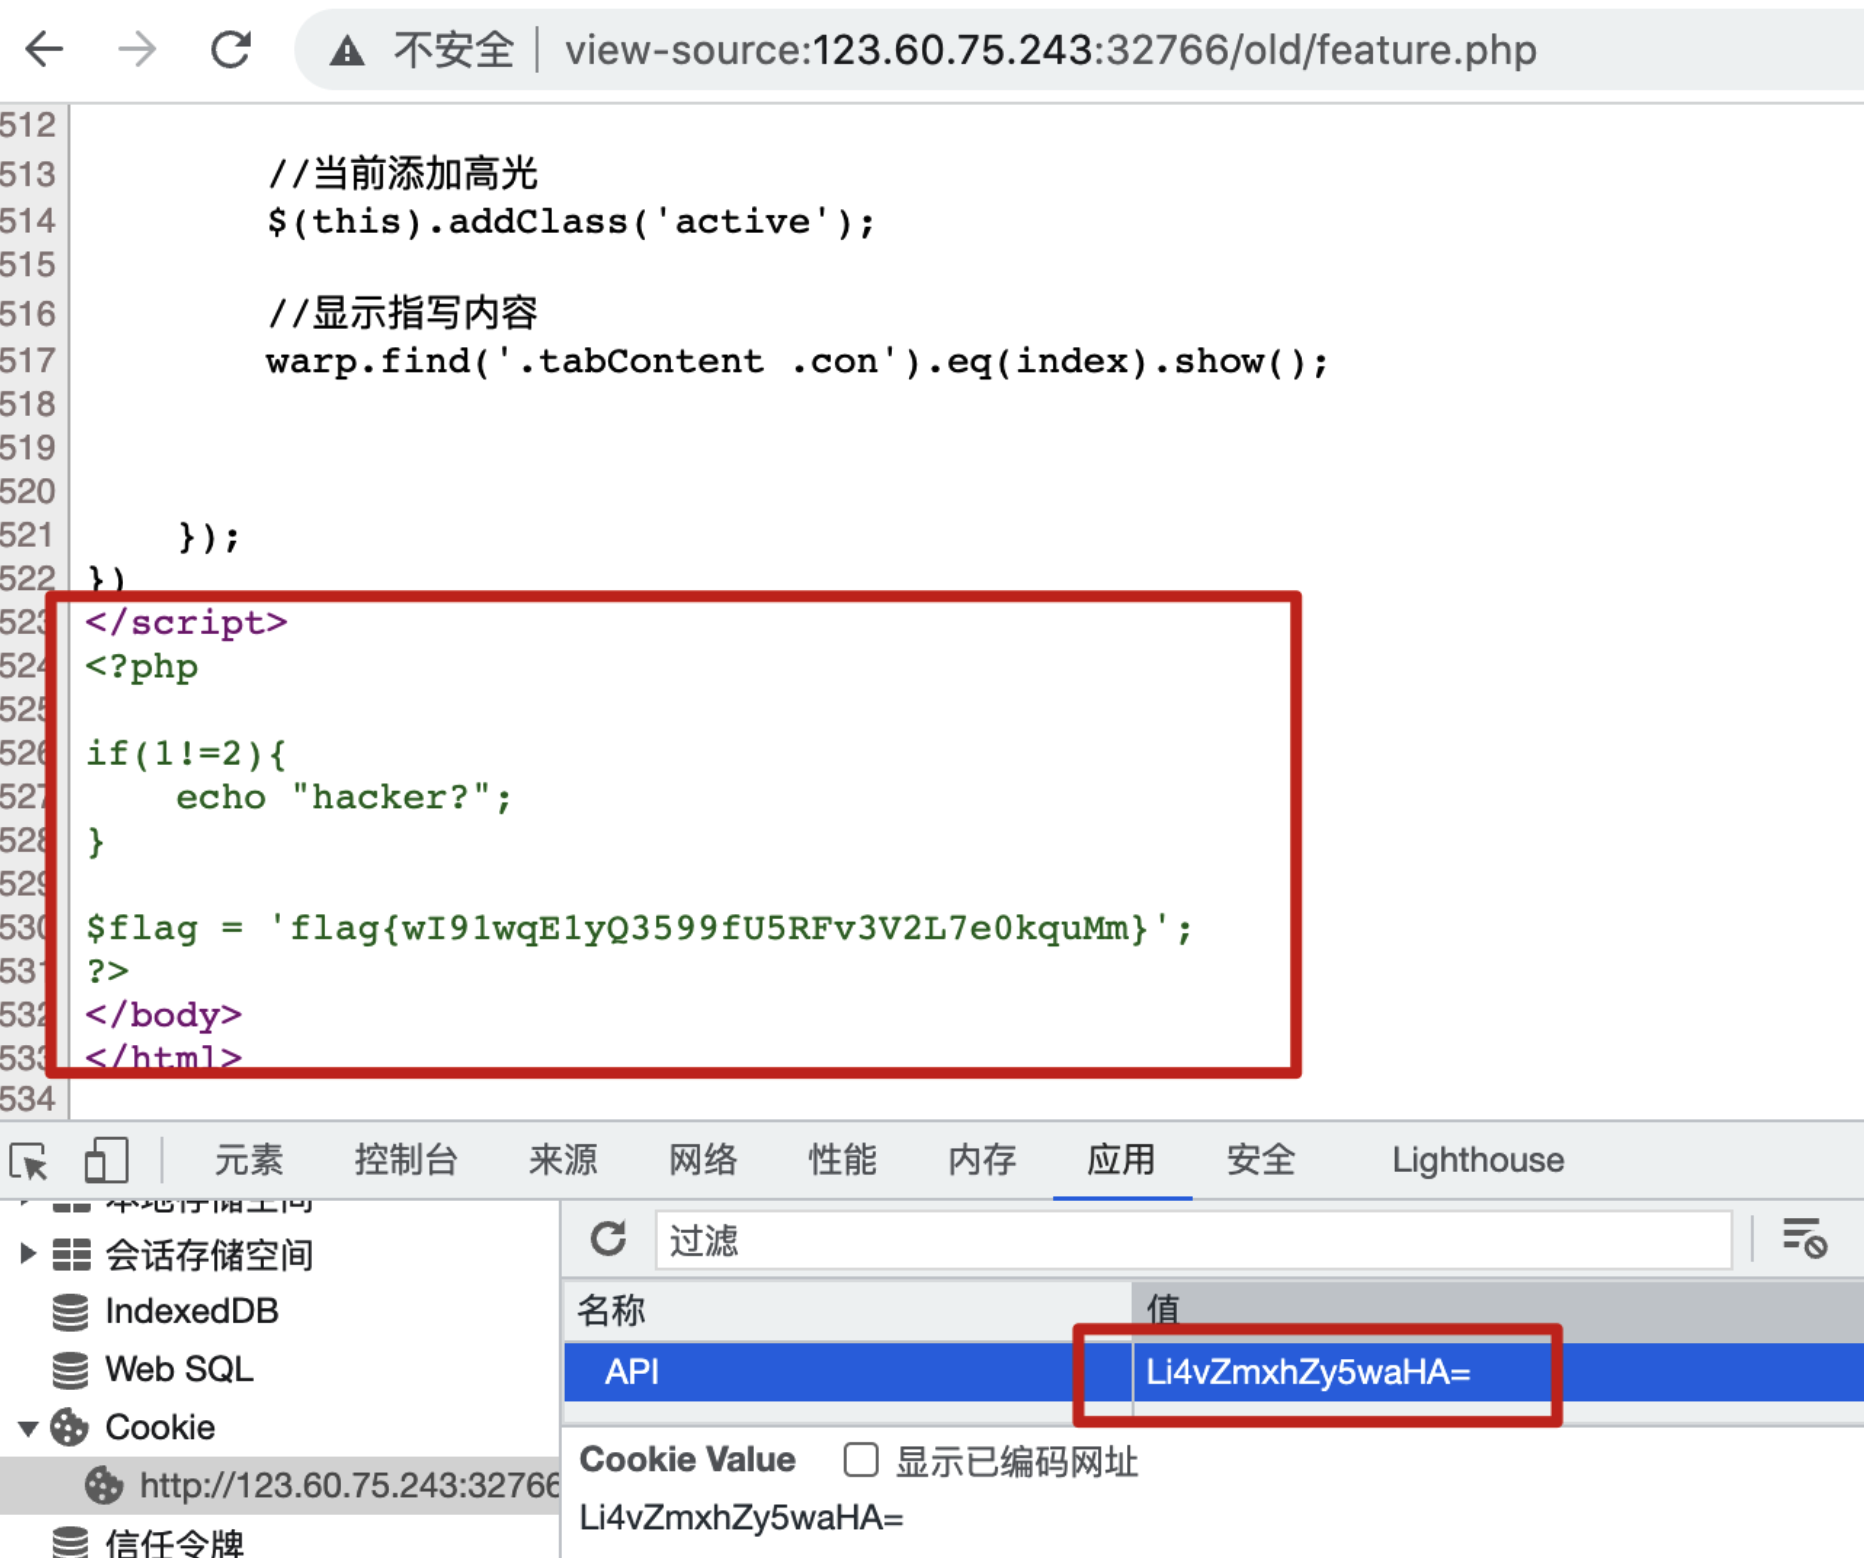 不安全 view-source:123.60.75.243:32766/old/feature.php
512
513 //当前添加高光
514 $(this).addClass('active');
515
516 //显示指写内容
517 warp.find('.tabContent .con').eq(index).show();
518
519
520
521 });
522 })
523 </script>
524 <?php
525
526 if(1!=2){
527 echo "hacker?";
528 }
529
530 $flag = 'flag{wI91wqE1yQ3599fU5RFv3V2L7e0kquMm}';
531 ?>
532 </body>
533 </html>
534
元素 控制台 来源 网络 性能 内存 应用 安全 Lighthouse
本地存储空间
会话存储空间
IndexedDB
Web SQL
Cookie
http://123.60.75.243:32766
信任令牌
过滤
名称 值
API Li4vZmxhZy5waHA=
Cookie Value 显示已编码网址
Li4vZmxhZy5waHA=